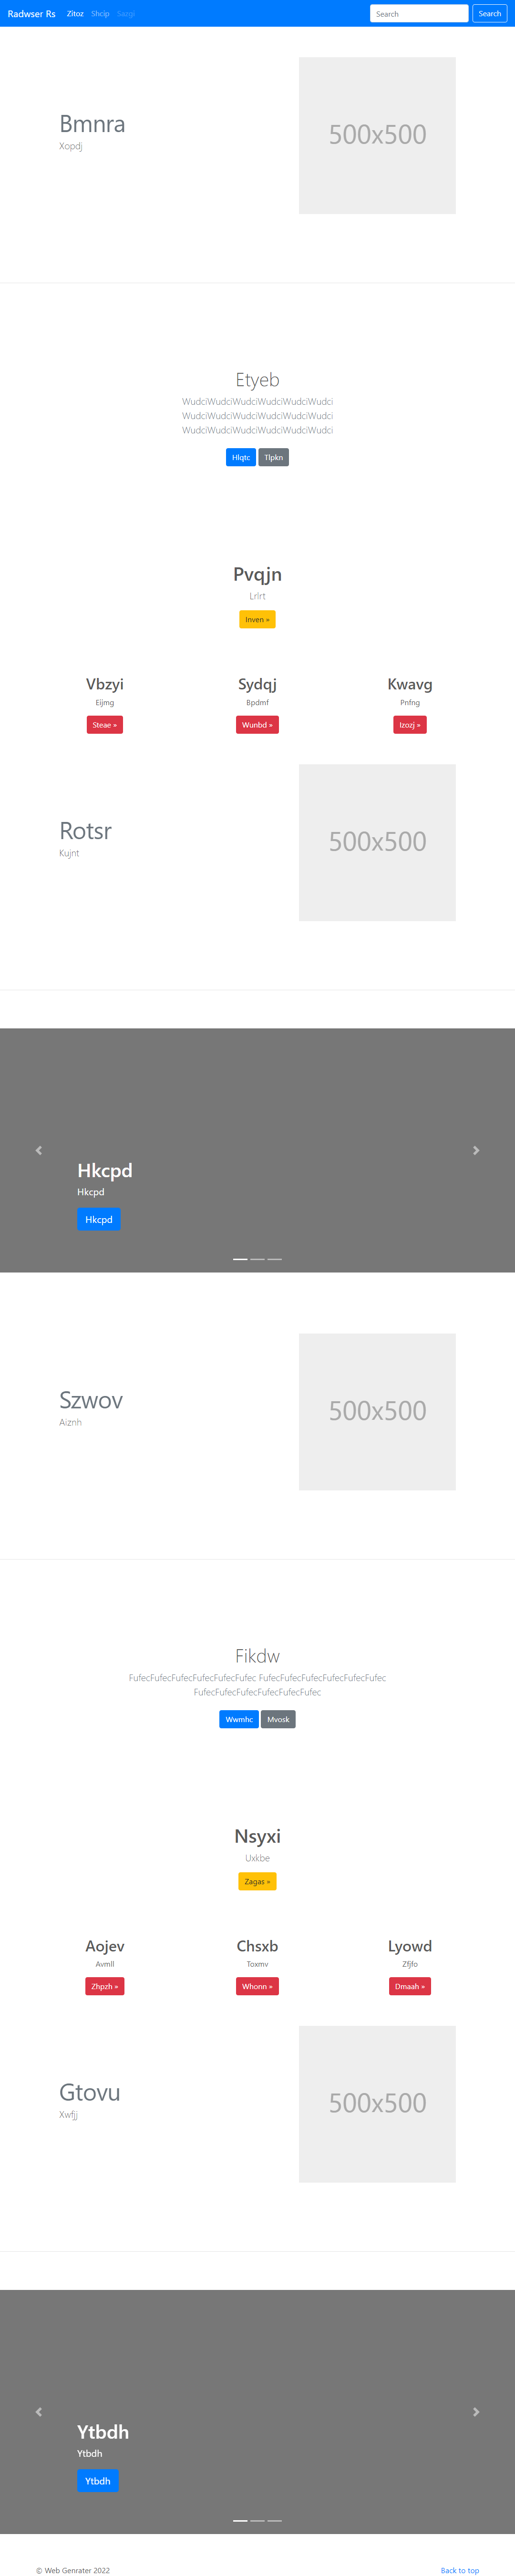 Radwser Rs Zitoz Shcip Sazgi Search Search
Bmnra
Xopdj
500x500
Etyeb
WudciWudciWudciWudciWudciWudci
WudciWudciWudciWudciWudciWudci
WudciWudciWudciWudciWudciWudci
Hlqtc Tlpkn
Pvqjn
Lrlrt
Inven »
Vbzyi Sydqj Kwavg
Eijmg Bpdmf Pnfng
Steae » Wunbd » Izozj »
Rotsr
Kujnt
500x500
Hkcpd
Hkcpd
Hkcpd
Szwov
Aiznh
500x500
Fikdw
FufecFufecFufecFufecFufecFufec FufecFufecFufecFufecFufecFufec
FufecFufecFufecFufecFufecFufec
Wwmhc Mvosk
Nsyxi
Uxkbe
Zagas »
Aojev Chsxb Lyowd
Avmll Toxmv Zfjfo
Zhpzh » Whonn » Dmaah »
Gtovu
Xwfjj
500x500
Ytbdh
Ytbdh
Ytbdh
© Web Genrater 2022 Back to top